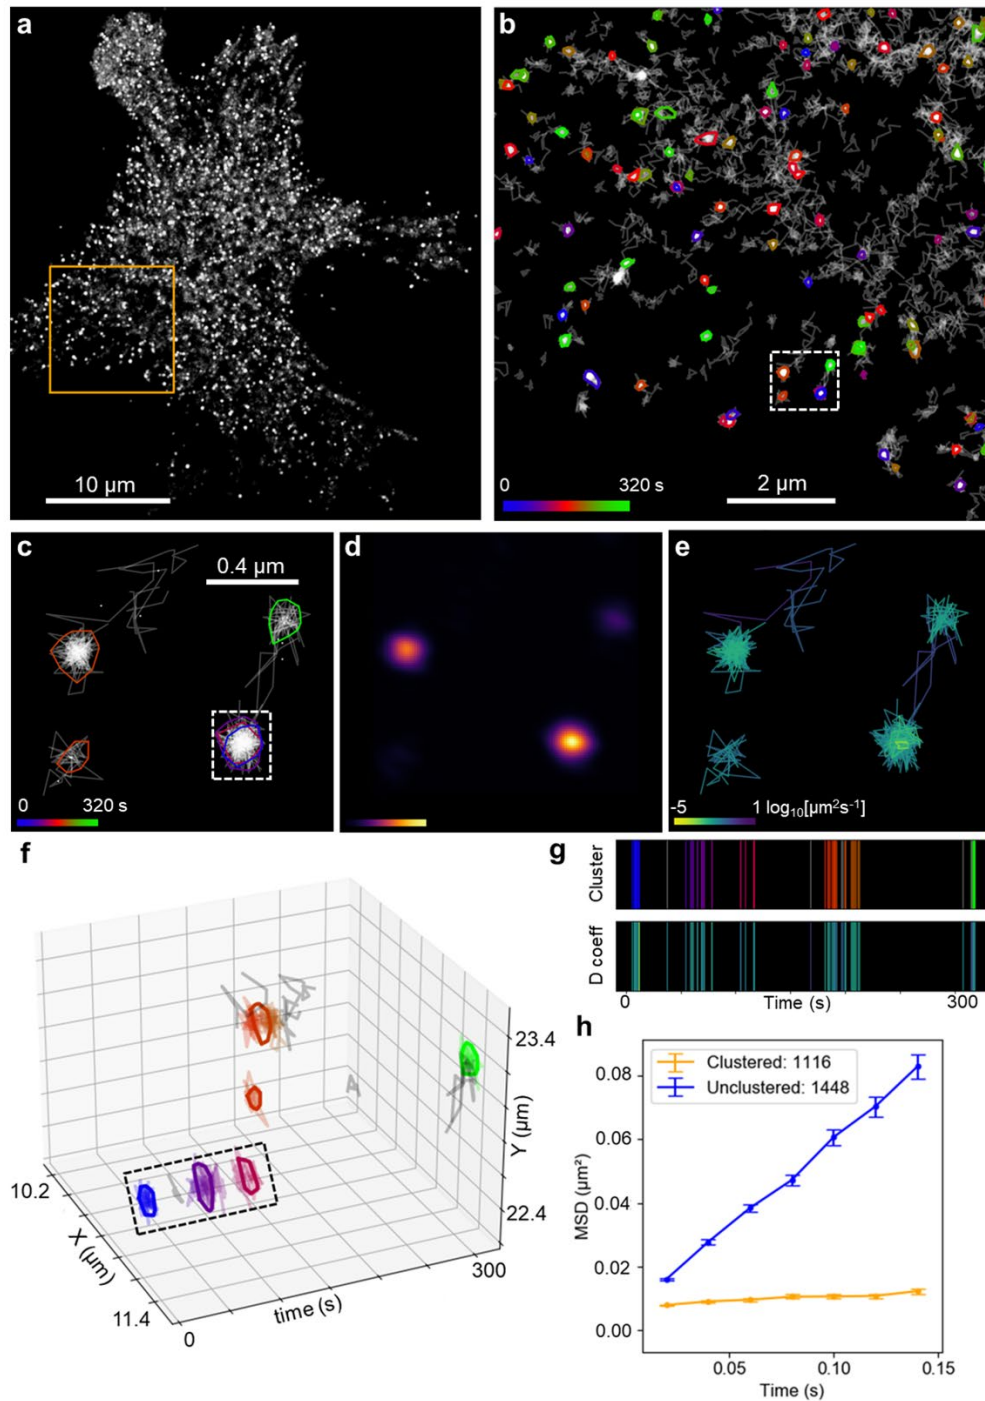 a
10 μm
b
0 320 s
2 μm
c
0.4 μm
0 320 s
d
e
-5 1 log₁₀[μm²s⁻¹]
f
10.2
X (μm)
11.4
0
time (s)
300
Y (μm)
23.4
22.4
g
Cluster
D coeff
0 Time (s) 300
h
Clustered: 1116
Unclustered: 1448
MSD (μm²)
0.08
0.06
0.04
0.02
0.00
0.05 0.10 0.15
Time (s)